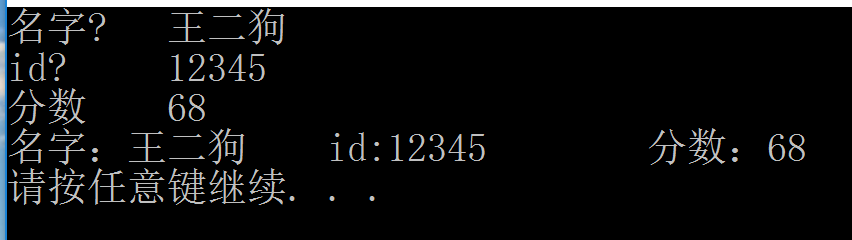 名字?   王二狗
id?     12345
分数    68
名字：王二狗    id:12345        分数：68
请按任意键继续. . .